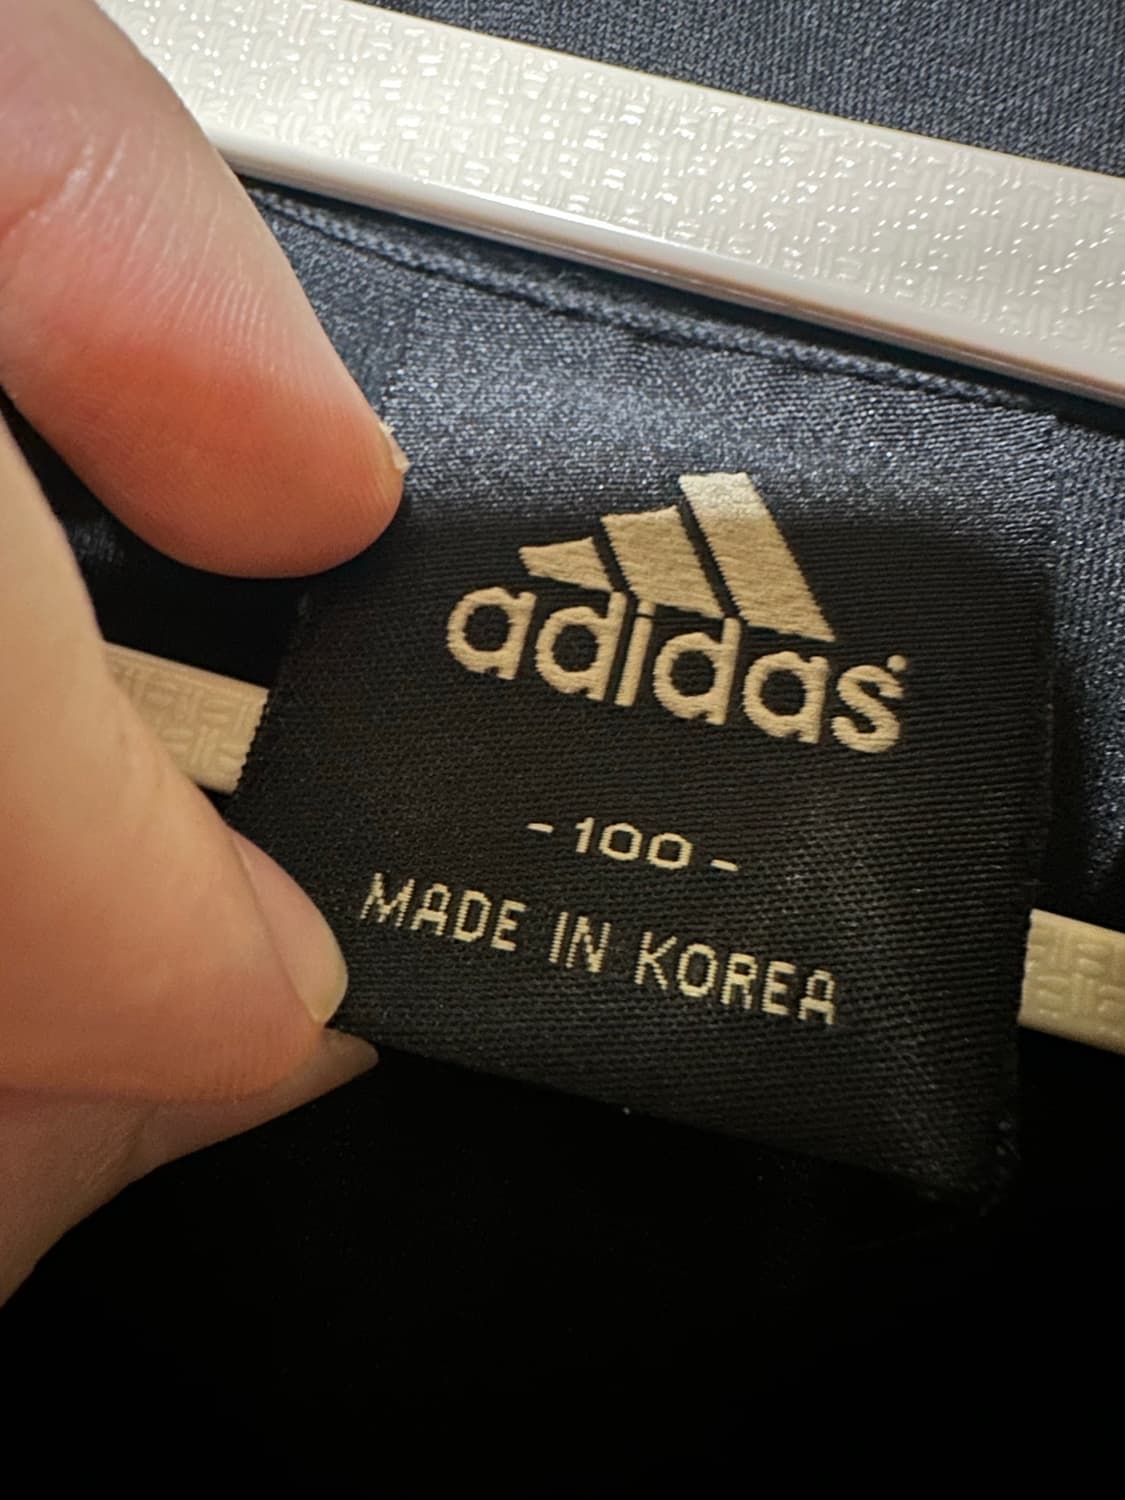 adidas
- 100 -
MADE IN KOREA